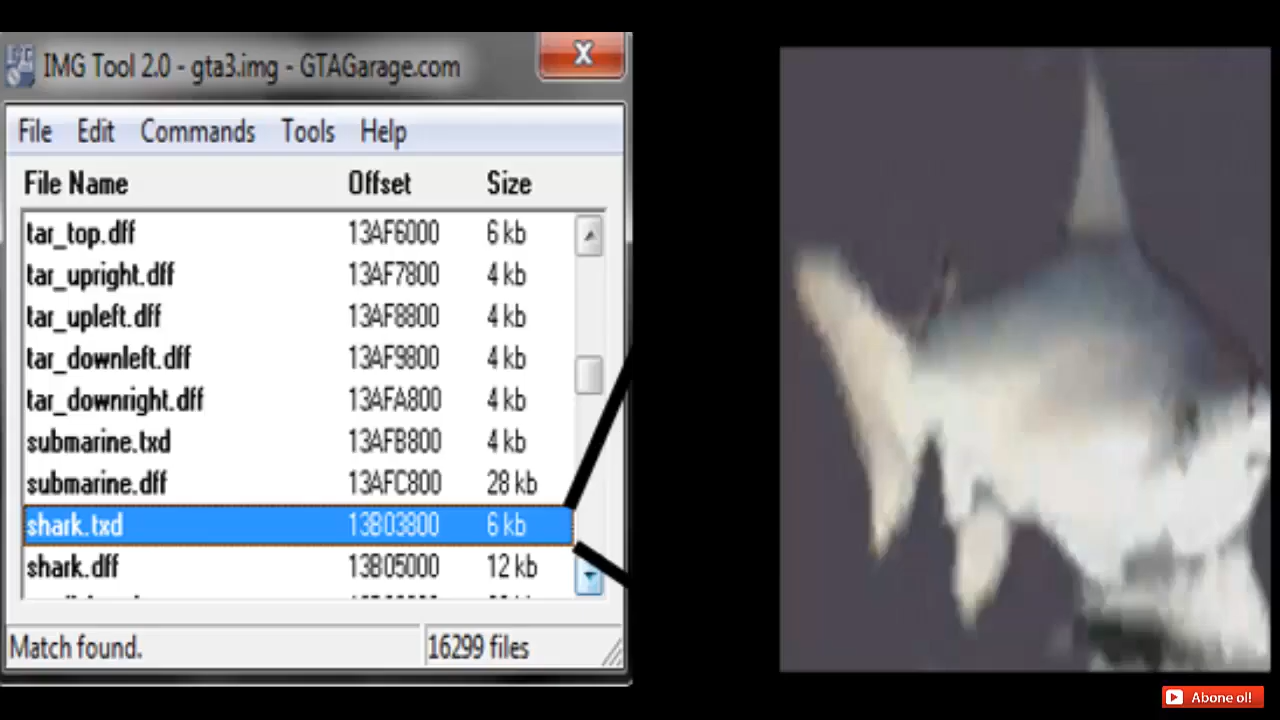 IMG Tool 2.0 - gta3.img - GTAGarage.com
File Edit Commands Tools Help
File Name Offset Size
tar_top.dff 13AF6000 6 kb
tar_upright.dff 13AF7800 4 kb
tar_upleft.dff 13AF8800 4 kb
tar_downleft.dff 13AF9800 4 kb
tar_downright.dff 13AFA800 4 kb
submarine.txd 13AFB800 4 kb
submarine.dff 13AFC800 28 kb
shark.txd 13B03800 6 kb
shark.dff 13B05000 12 kb
Match found. 16299 files
Abone ol!